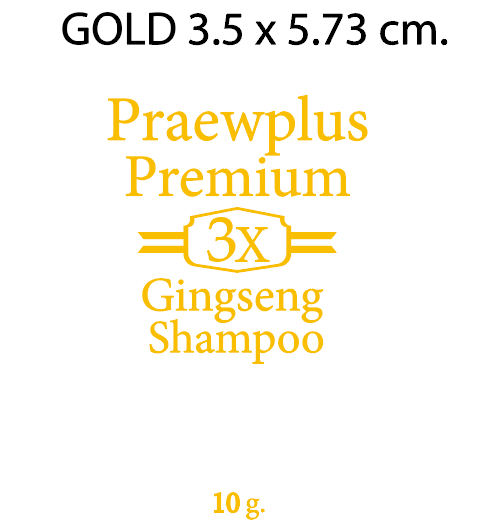 GOLD 3.5 x 5.73 cm.
Praewplus
Premium
3x
Gingseng
Shampoo
10 g.